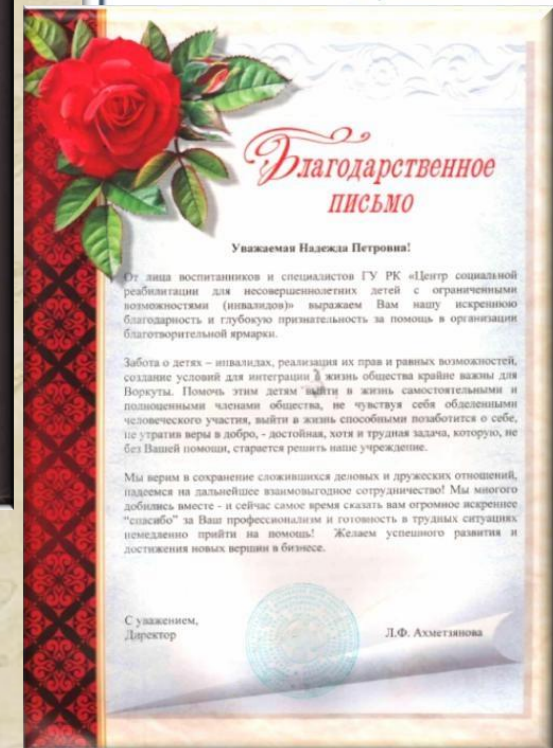 Благодарственное
письмо
Уважаемая Надежда Петровна!
От лица воспитанников и специалистов ГУ РК «Центр социальной
реабилитации для несовершеннолетних детей с ограниченными
возможностями (инвалидов)» выражаем Вам нашу искреннюю
благодарность и глубокую признательность за помощь в организации
благотворительной ярмарки.
Забота о детях – инвалидах, реализация их прав и равных возможностей,
создание условий для интеграции в жизнь общества крайне важны для
Воркуты. Помочь этим детям выйти в жизнь самостоятельными и
полноценными членами общества, не чувствуя себя обделенными
человеческого участия, выйти в жизнь способными позаботится о себе,
не утратив веры в добро, - достойная, хотя и трудная задача, которую, не
без Вашей помощи, старается решить наше учреждение.
Мы верим в сохранение сложившихся деловых и дружеских отношений,
надеемся на дальнейшее взаимовыгодное сотрудничество! Мы многого
добились вместе - и сейчас самое время сказать вам огромное искреннее
"спасибо" за Ваш профессионализм и готовность в трудных ситуациях
немедленно прийти на помощь! Желаем успешного развития и
достижения новых вершин в бизнесе.
С уважением,
Директор Л.Ф. Ахметзянова